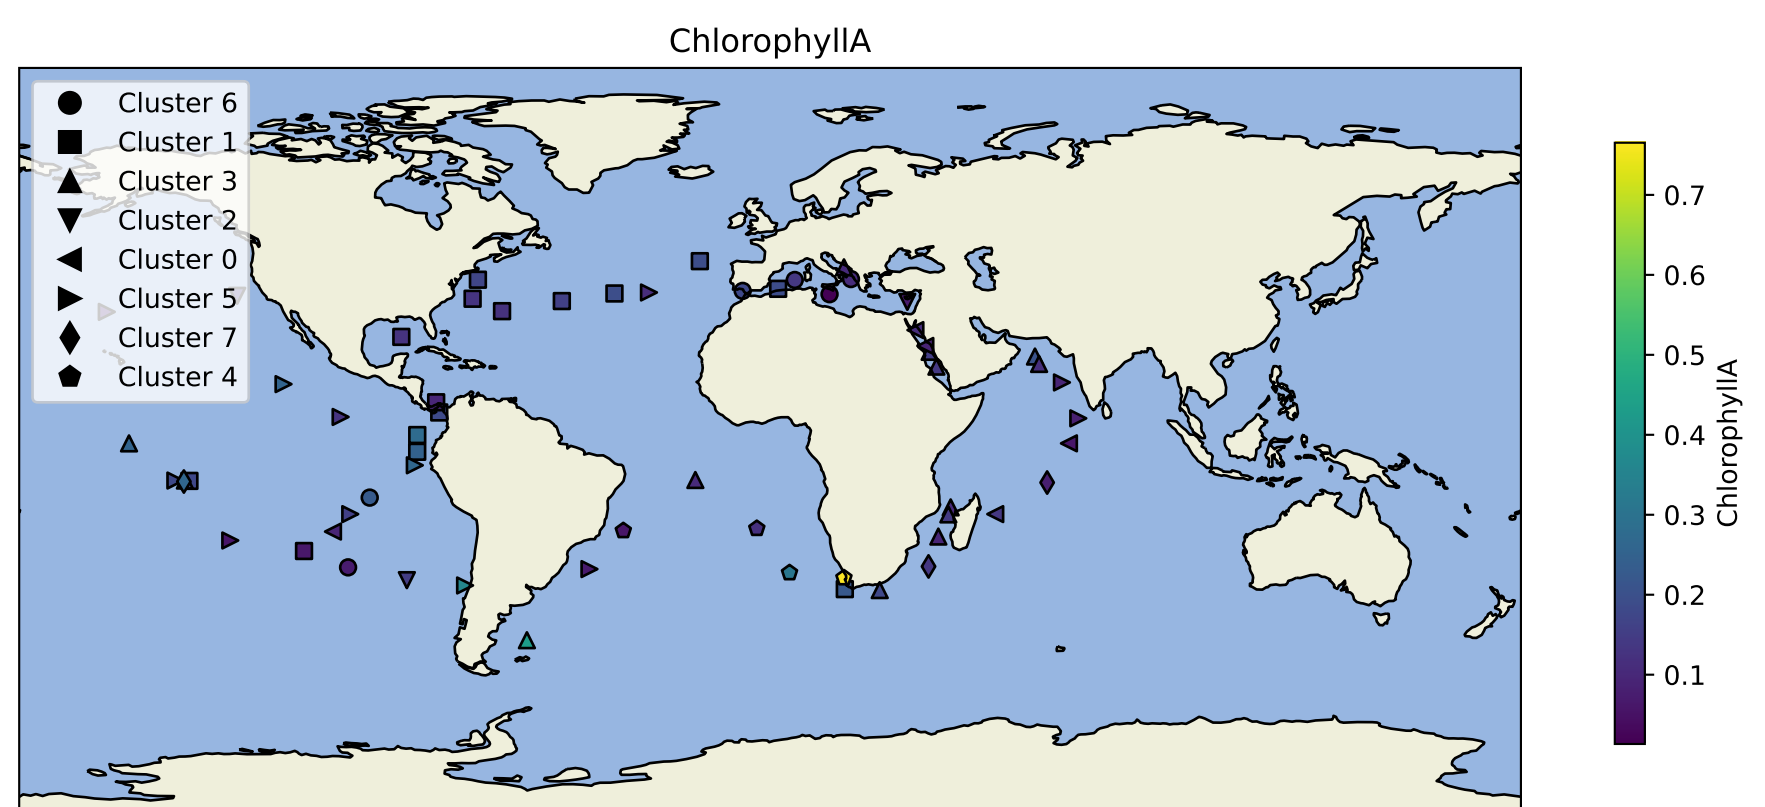 ChlorophyllA
Cluster 6
Cluster 1
Cluster 3
Cluster 2
Cluster 0
Cluster 5
Cluster 7
Cluster 4
0.7
0.6
0.5
0.4
0.3
0.2
0.1
ChlorophyllA